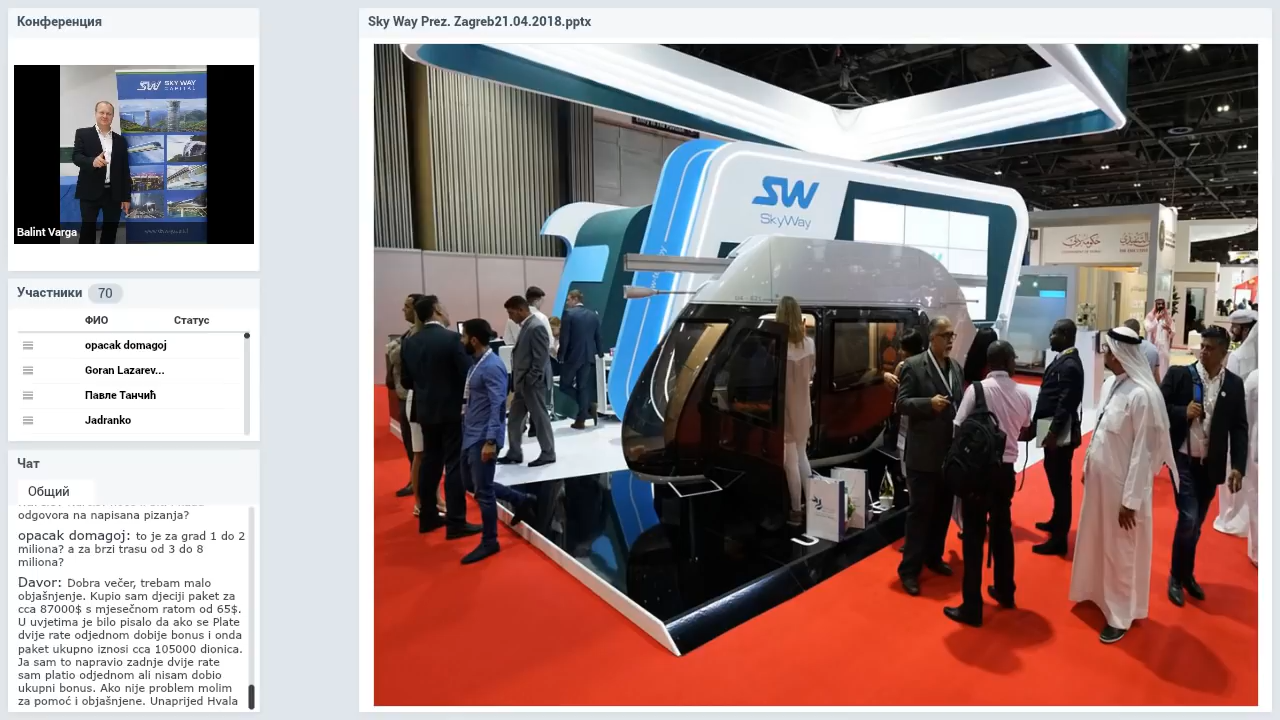 Конференция
SKY WAY
CAPITAL
Balint Varga
Участники 70
ФИО Статус
opacak domagoj
Goran Lazarev...
Павле Танчић
Jadranko
Чат
Общий
odgovora na napisana pizanja?
opacak domagoj: to je za grad 1 do 2
miliona? a za brzi trasu od 3 do 8
miliona?
Davor: Dobra večer, trebam malo
objašnjenje. Kupio sam djeciji paket za
cca 87000$ s mjesečnom ratom od 65$.
U uvjetima je bilo pisalo da ako se Plate
dvije rate odjednom dobije bonus i onda
paket ukupno iznosi cca 105000 dionica.
Ja sam to napravio zadnje dvije rate
sam platio odjednom ali nisam dobio
ukupni bonus. Ako nije problem molim
za pomoć i objašnjene. Unaprijed Hvala
Sky Way Prez. Zagreb21.04.2018.pptx
SW
SkyWay